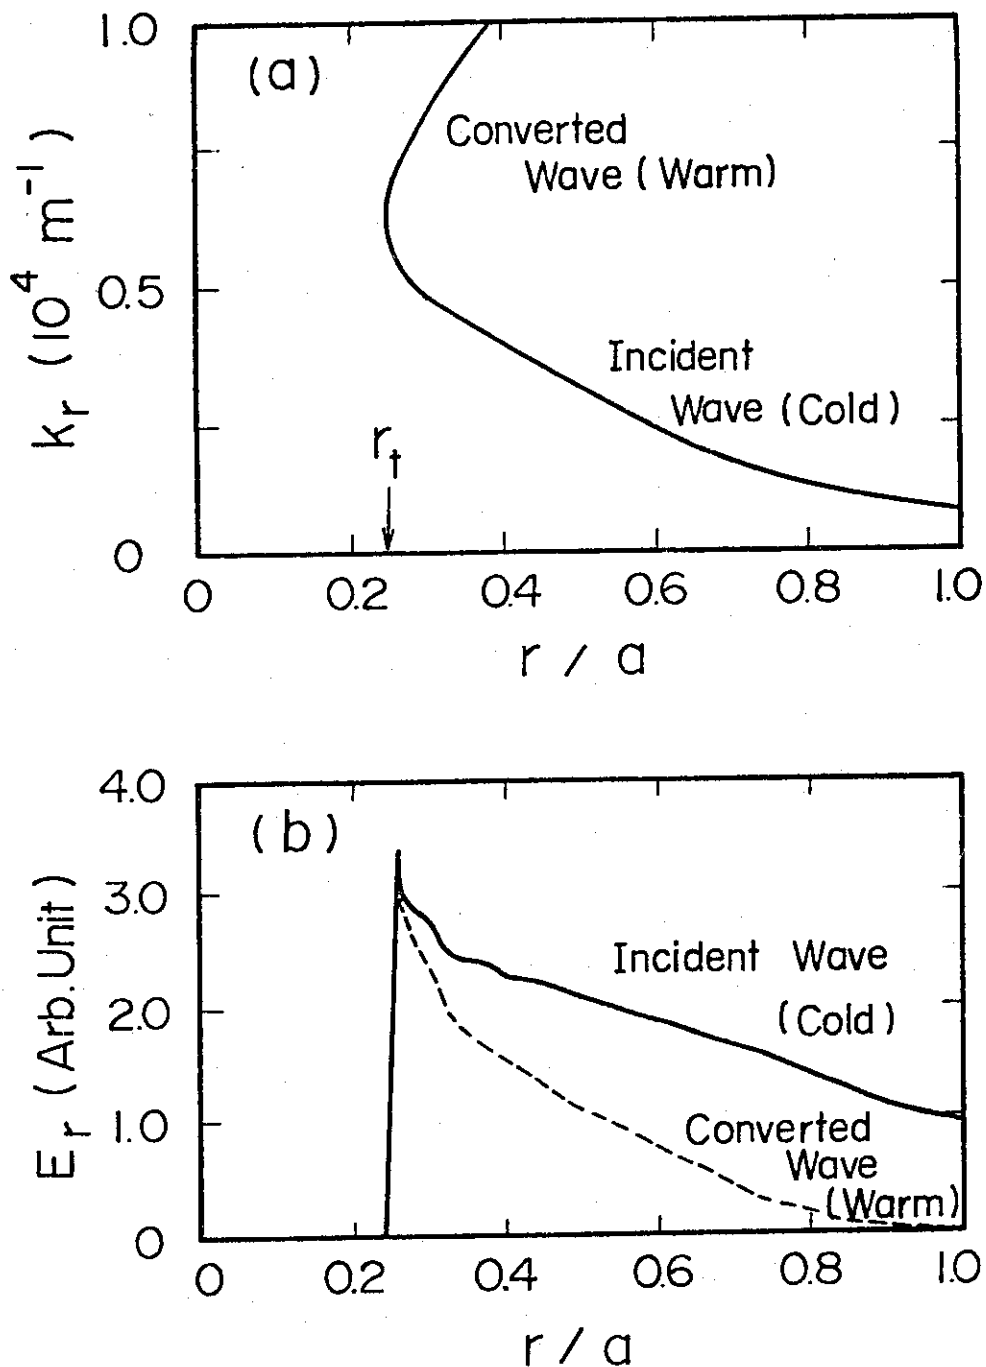 1.0
(a)
Converted
Wave (Warm)
k_r (10^4 m^-1)
0.5
Incident
Wave (Cold)
r_t
0
0 0.2 0.4 0.6 0.8 1.0
r / a
4.0
(b)
3.0
Incident Wave
(Cold)
E_r (Arb. Unit)
2.0
1.0
Converted
Wave
(Warm)
0
0 0.2 0.4 0.6 0.8 1.0
r / a